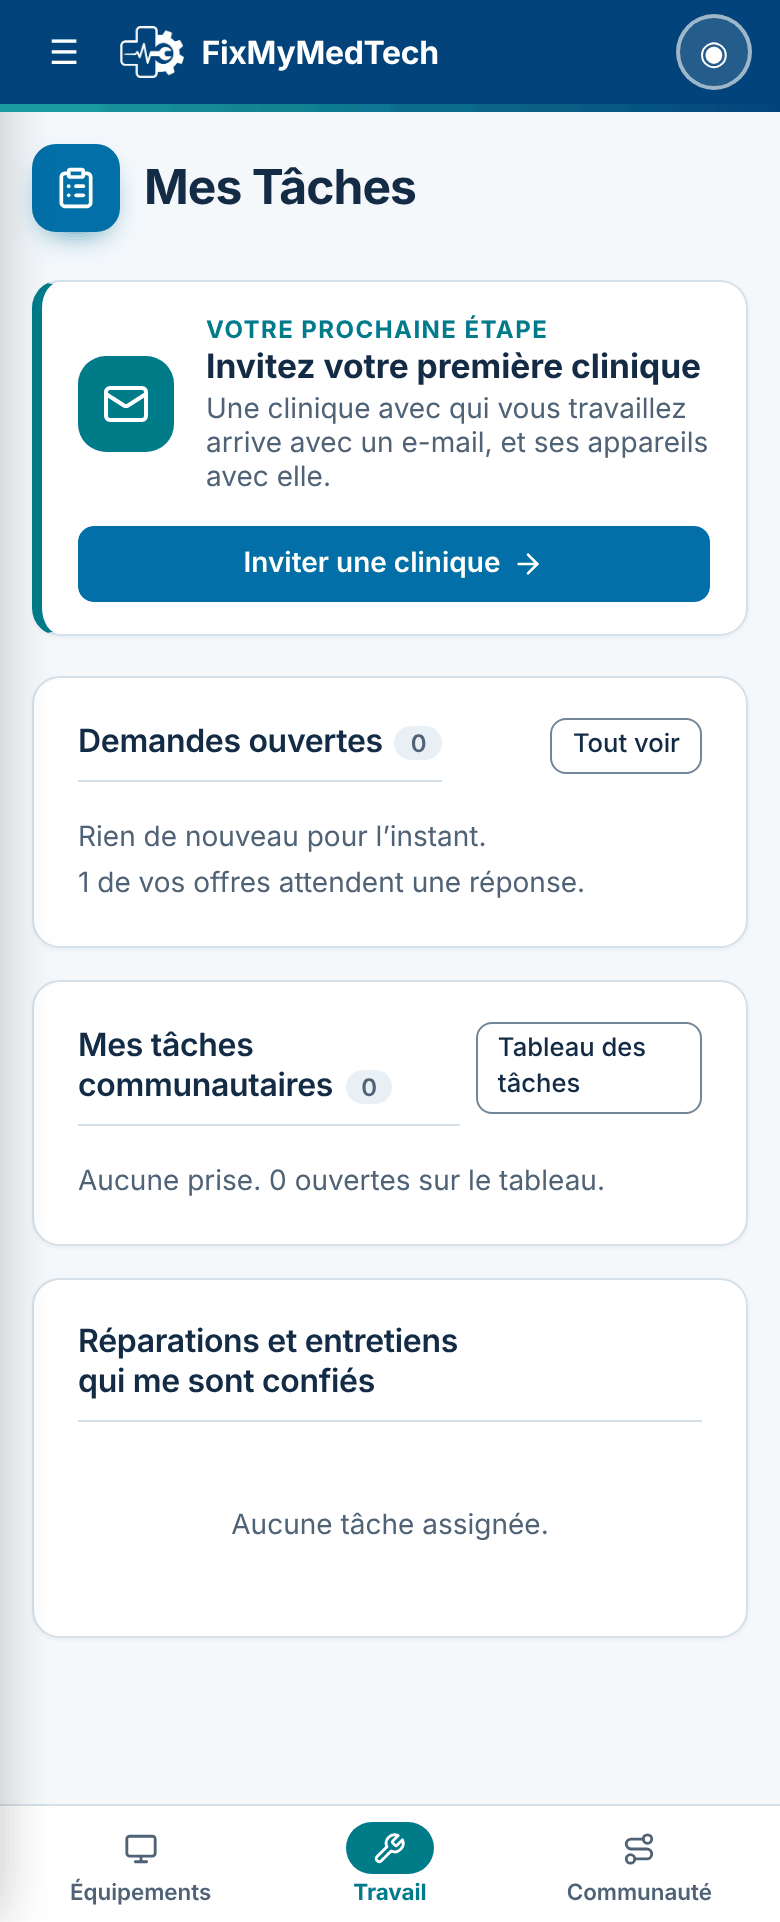 FixMyMedTech
Mes Tâches
VOTRE PROCHAINE ÉTAPE
Invitez votre première clinique
Une clinique avec qui vous travaillez
arrive avec un e-mail, et ses appareils
avec elle.
Inviter une clinique →
Demandes ouvertes 0
Tout voir
Rien de nouveau pour l’instant.
1 de vos offres attendent une réponse.
Mes tâches
communautaires 0
Tableau des
tâches
Aucune prise. 0 ouvertes sur le tableau.
Réparations et entretiens
qui me sont confiés
Aucune tâche assignée.
Équipements
Travail
Communauté